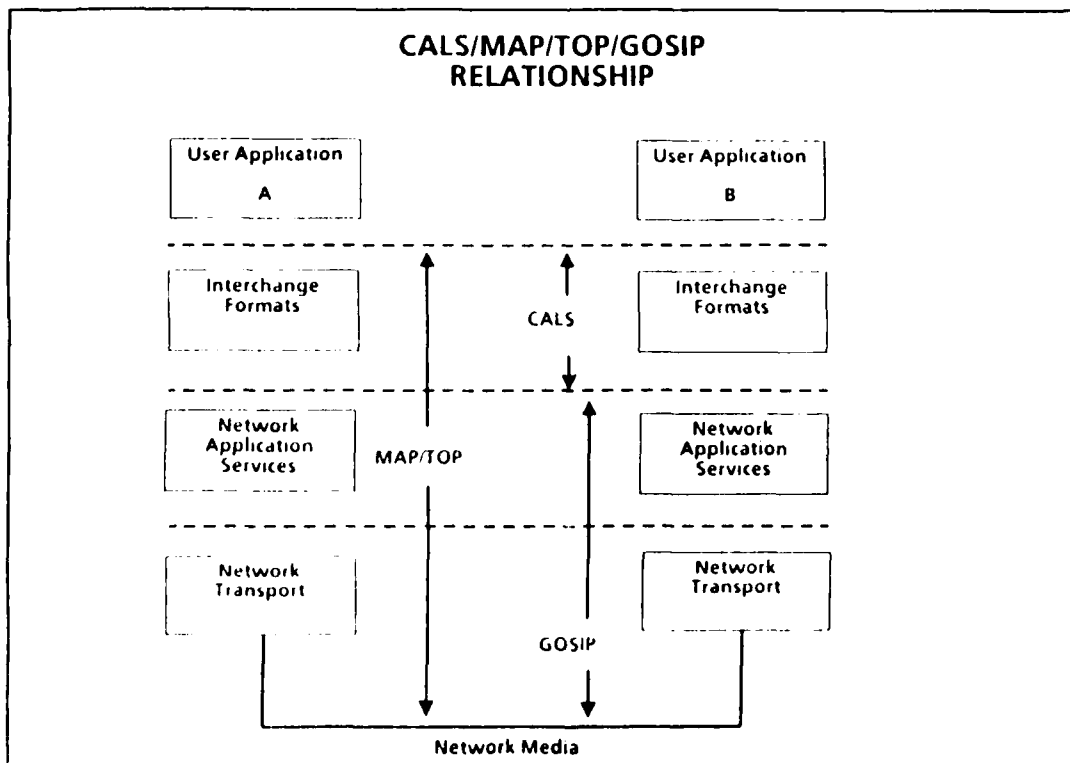 CALS/MAP/TOP/GOSIP
RELATIONSHIP
User Application
A
User Application
B
Interchange
Formats
CALS
Interchange
Formats
Network
Application
Services
MAP/TOP
Network
Application
Services
Network
Transport
Network
Transport
GOSIP
Network Media